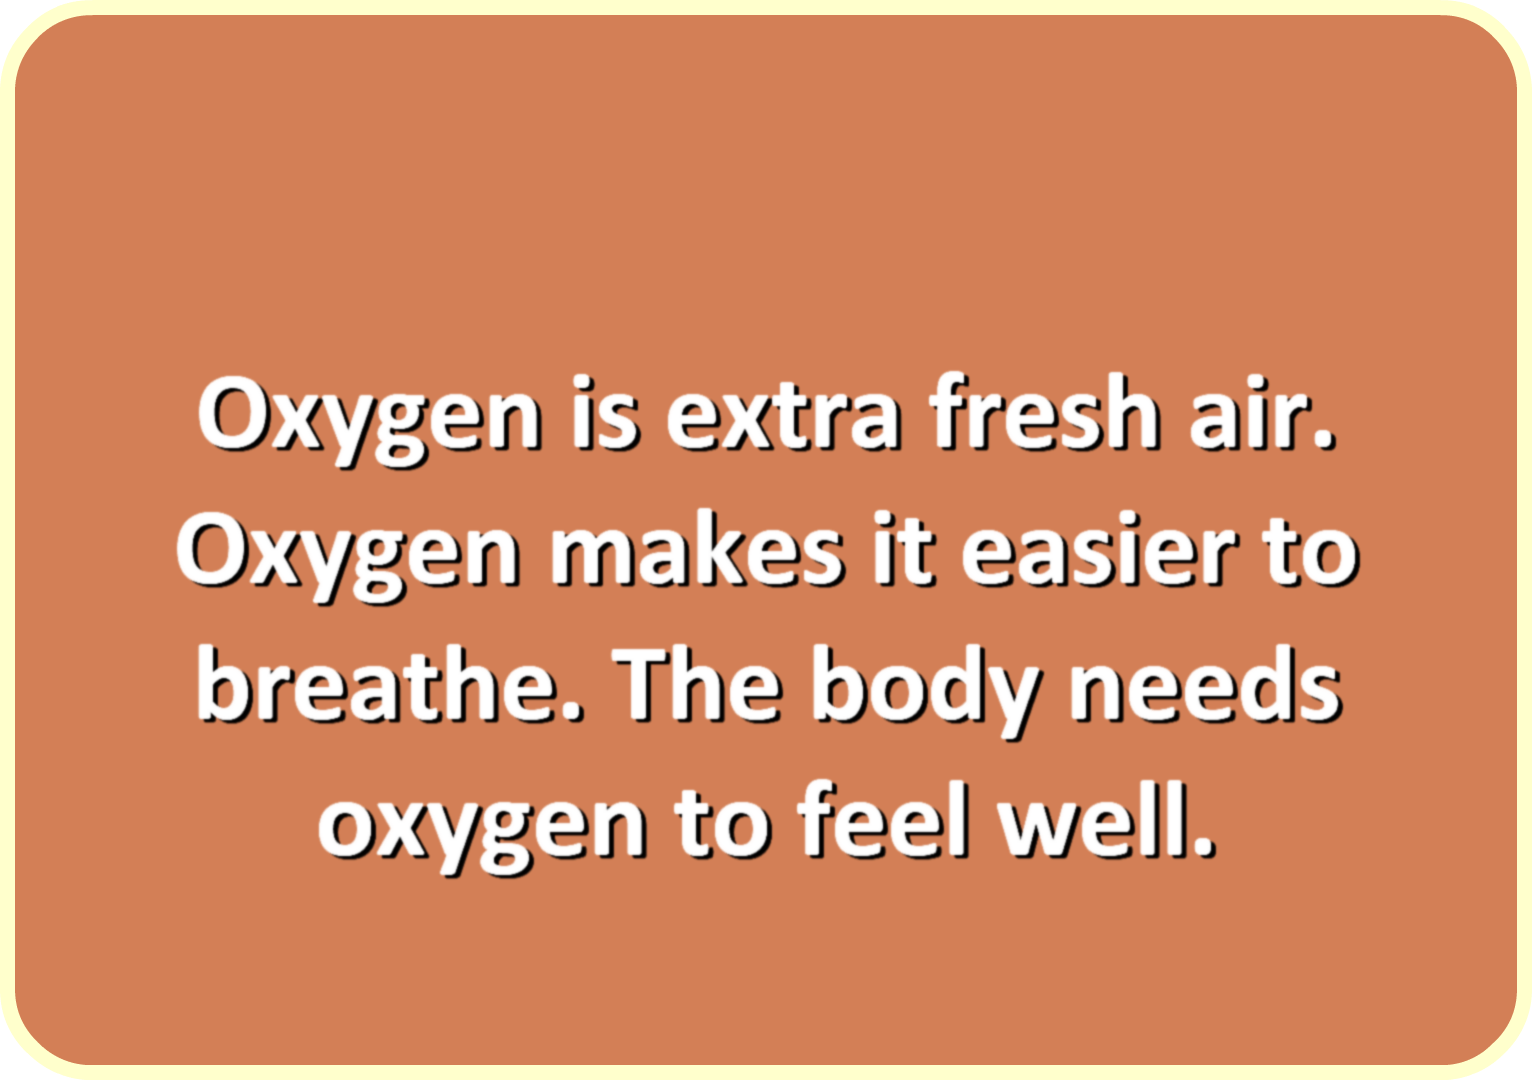 Oxygen is extra fresh air.
Oxygen makes it easier to
breathe. The body needs
oxygen to feel well.